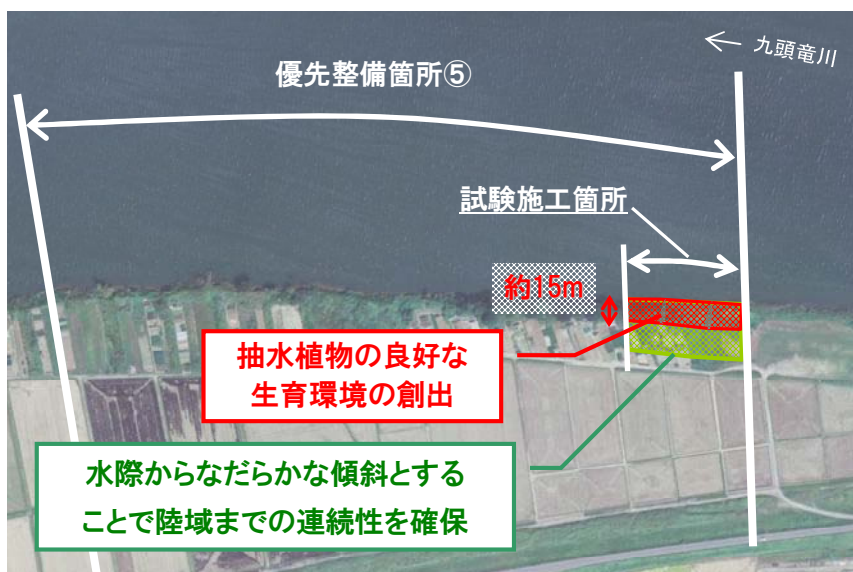 ← 九頭竜川
優先整備箇所⑤
試験施工箇所
約15m
抽水植物の良好な
生育環境の創出
水際からなだらかな傾斜とする
ことで陸域までの連続性を確保